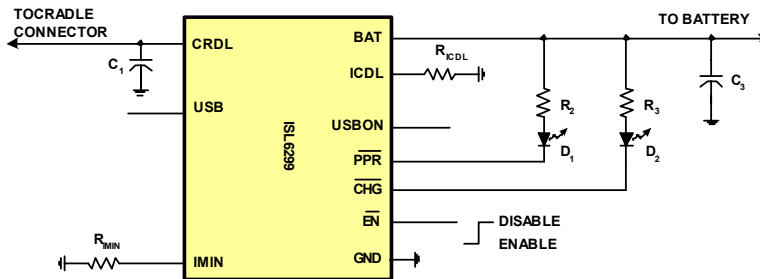 TOCRADLE
CONNECTOR
C1
CRDL
USB
RIMIN
IMIN
ISL6299
BAT
ICDL
USBON
PPR
CHG
EN
GND
RICDL
R2
D1
R3
D2
TO BATTERY
C3
DISABLE
ENABLE